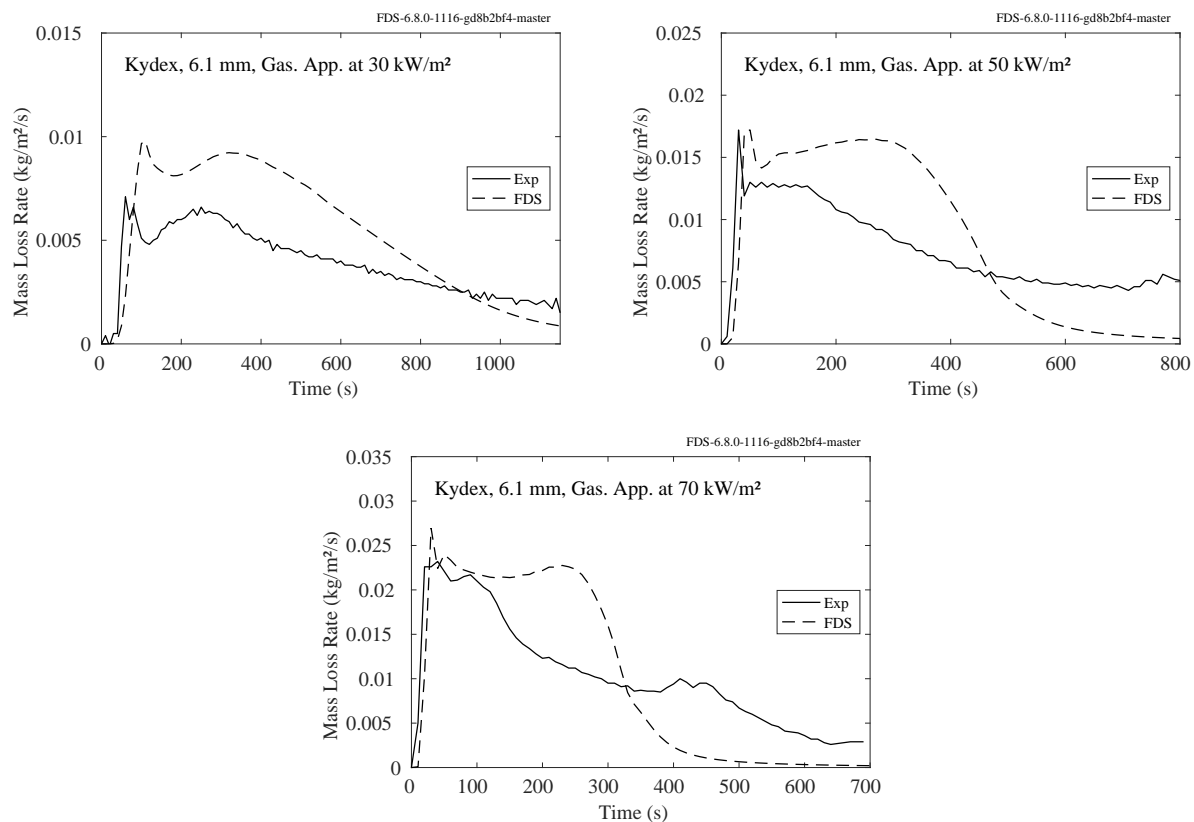 FDS-6.8.0-1116-gd8b2bf4-master
Kydex, 6.1 mm, Gas. App. at 30 kW/m²
Mass Loss Rate (kg/m²/s)
0.015
0.01
0.005
0
0 200 400 600 800 1000
Time (s)
Exp
FDS
FDS-6.8.0-1116-gd8b2bf4-master
Kydex, 6.1 mm, Gas. App. at 50 kW/m²
Mass Loss Rate (kg/m²/s)
0.025
0.02
0.015
0.01
0.005
0
0 200 400 600 800
Time (s)
Exp
FDS
FDS-6.8.0-1116-gd8b2bf4-master
Kydex, 6.1 mm, Gas. App. at 70 kW/m²
Mass Loss Rate (kg/m²/s)
0.035
0.03
0.025
0.02
0.015
0.01
0.005
0
0 100 200 300 400 500 600 700
Time (s)
Exp
FDS